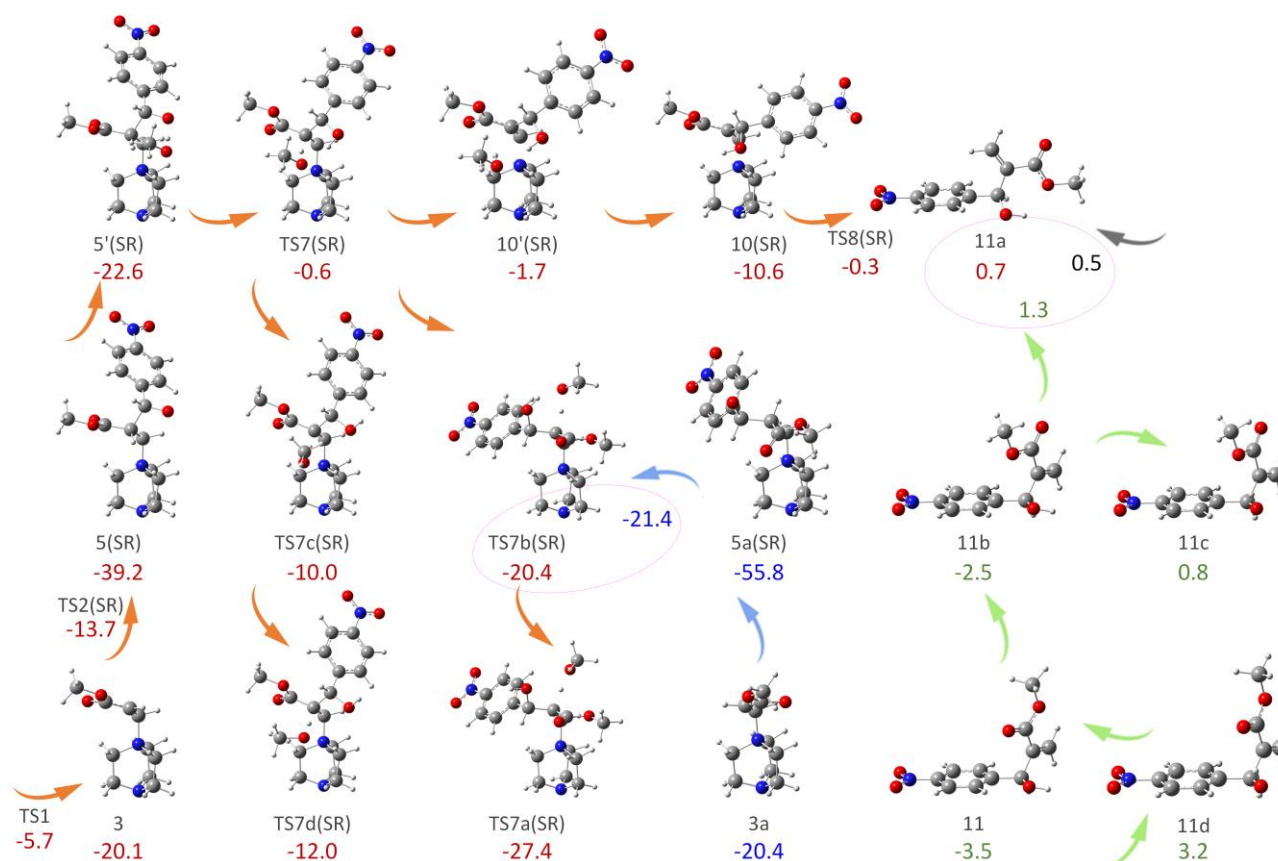 5'(SR)
-22.6
TS7(SR)
-0.6
10'(SR)
-1.7
10(SR)
-10.6
TS8(SR)
-0.3
11a
0.7
0.5
1.3
5(SR)
-39.2
TS7c(SR)
-10.0
TS7b(SR)
-20.4
-21.4
5a(SR)
-55.8
11b
-2.5
11c
0.8
TS2(SR)
-13.7
TS1
-5.7
3
-20.1
TS7d(SR)
-12.0
TS7a(SR)
-27.4
3a
-20.4
11
-3.5
11d
3.2